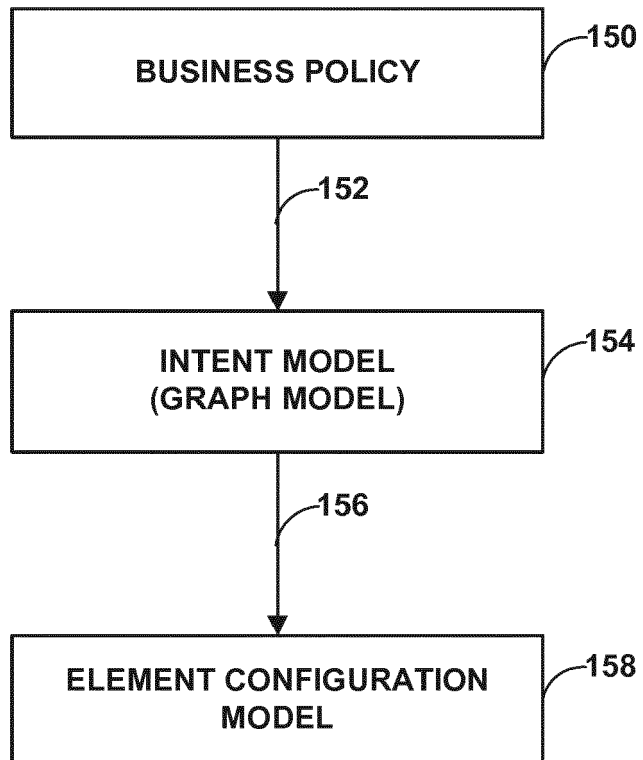 BUSINESS POLICY
150
152
INTENT MODEL
(GRAPH MODEL)
154
156
ELEMENT CONFIGURATION
MODEL
158